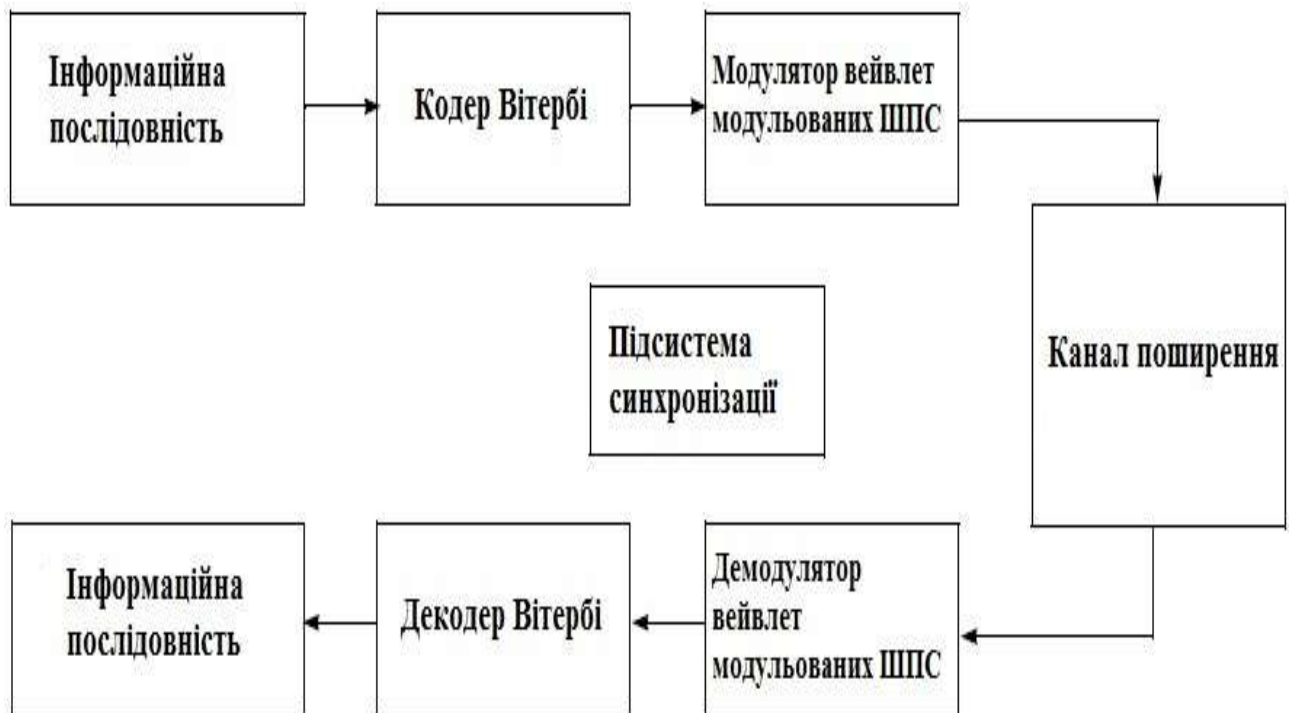 Інформаційна
послідовність
Кодер Вітербі
Модулятор вейвлет
модульованих ШПС
Канал поширення
Підсистема
синхронізації
Демодулятор
вейвлет
модульованих ШПС
Декодер Вітербі
Інформаційна
послідовність